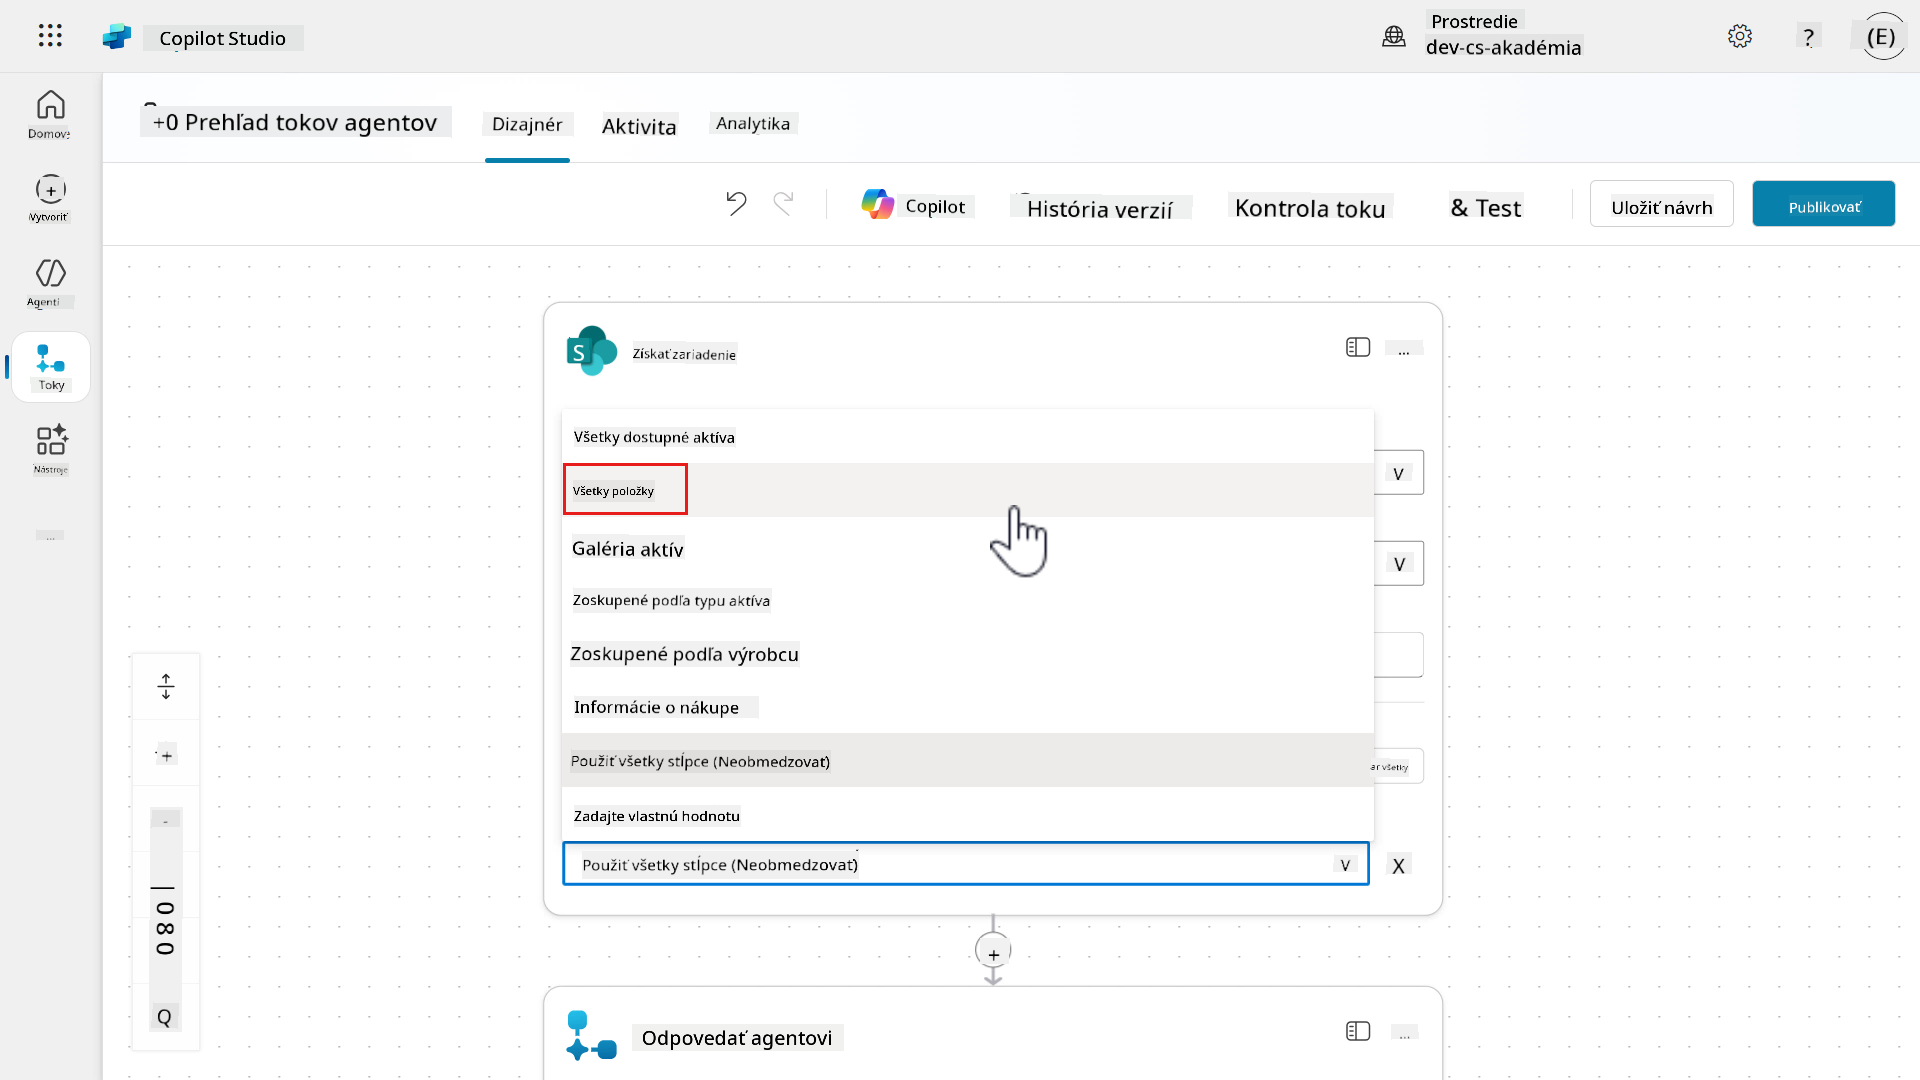 Copilot Studio
Prostredie
dev-cs-akadémia
?
(E)
Domov
+0 Prehľad tokov agentov
Dizajnér
Aktivita
Analytika
Vytvoriť
Copilot
História verzií
Kontrola toku
& Test
Uložiť návrh
Publikovať
Agenti
Toky
Nástroje
...
S
Získať zariadenie
...
Všetky dostupné aktíva
Všetky položky
V
Galéria aktív
V
Zoskupené podľa typu aktíva
Zoskupené podľa výrobcu
Informácie o nákupe
Použiť všetky stĺpce (Neobmedzovať)
ar všetky
Zadajte vlastnú hodnotu
Použiť všetky stĺpce (Neobmedzovať)
V
X
+
-
| 080
Q
+
Odpovedať agentovi
...